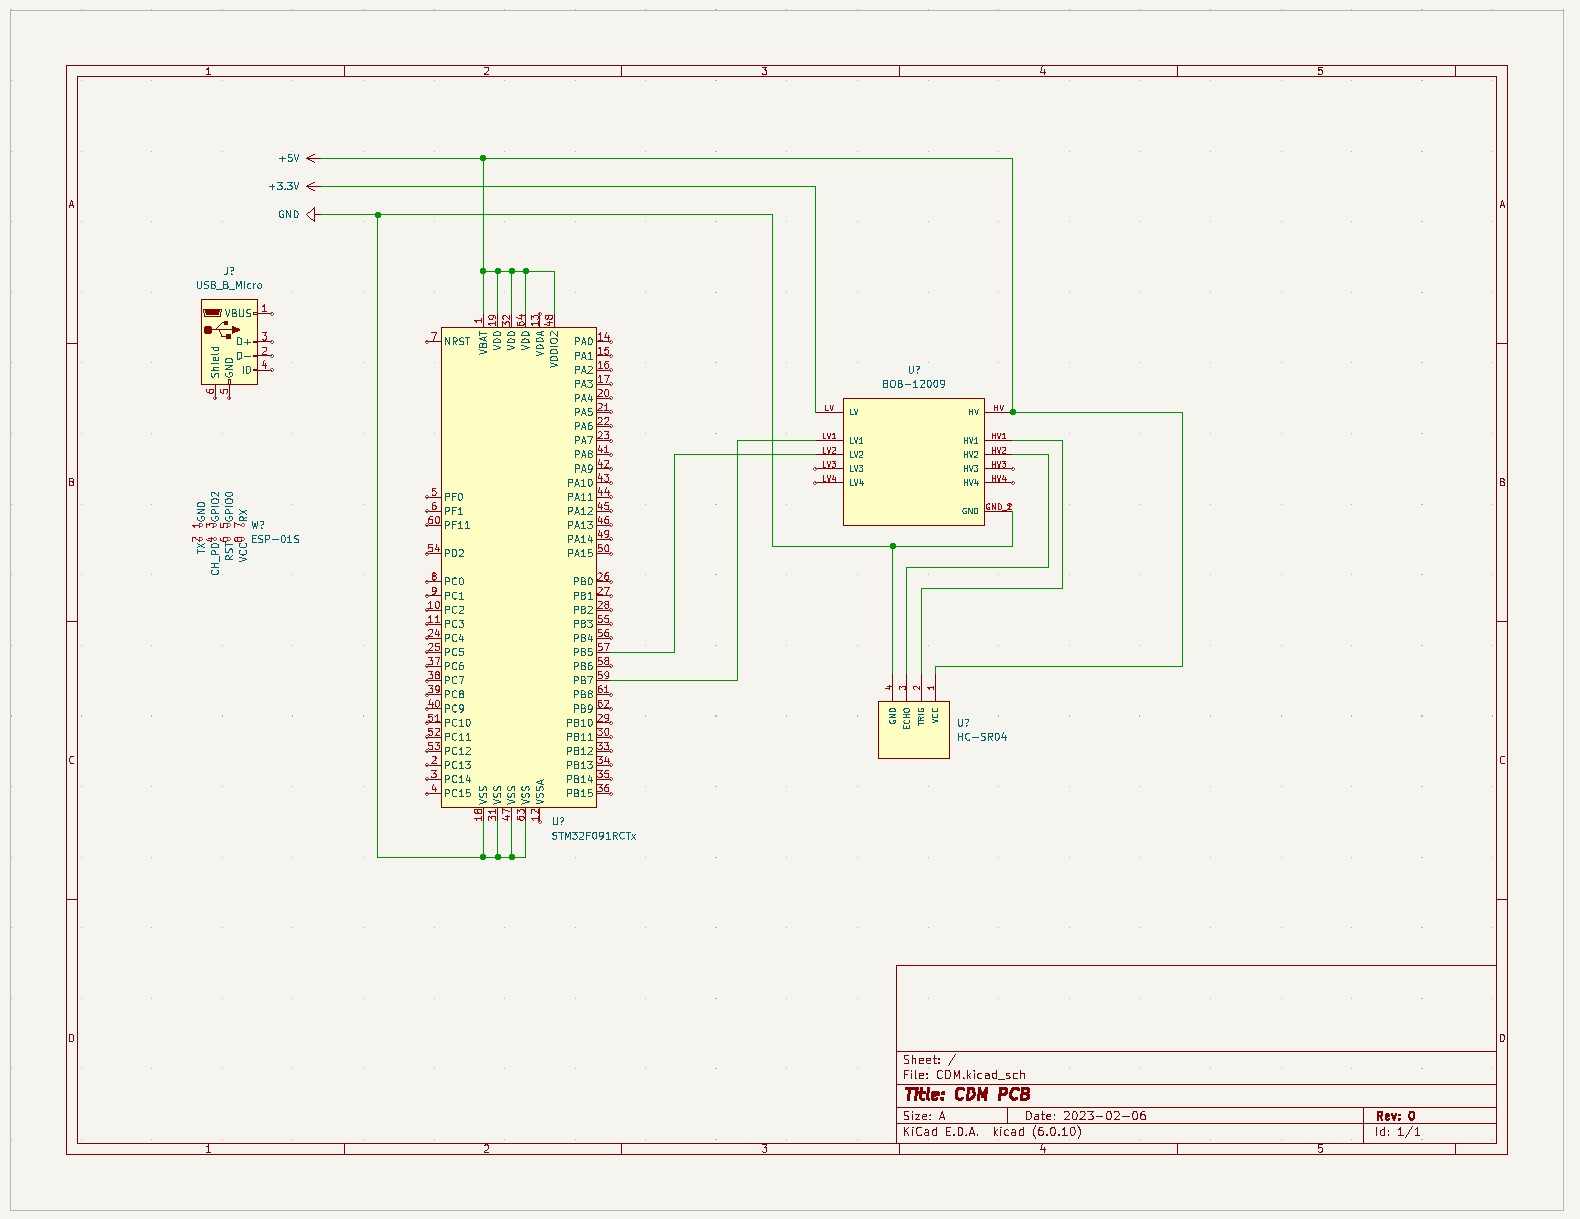 1 2 3 4 5
A A
B B
C C
D D
+5V
+3.3V
GND
J?
USB_B_Micro
VBUS 1
D+ 3
D- 2
ID 4
Shield
GND
6 5
1 GND
3 GPIO2
5 GPIO0
7 RX
2 TX
4 CH_PD
6 RST
8 VCC
W?
ESP-01S
1 VBAT
19 VDD
32 VDD
64 VDD
13 VDDA
48 VDDIO2
7 NRST
5 PF0
6 PF1
60 PF11
54 PD2
8 PC0
9 PC1
10 PC2
11 PC3
24 PC4
25 PC5
37 PC6
38 PC7
39 PC8
40 PC9
51 PC10
52 PC11
53 PC12
2 PC13
3 PC14
4 PC15
PA0 14
PA1 15
PA2 16
PA3 17
PA4 20
PA5 21
PA6 22
PA7 23
PA8 41
PA9 42
PA10 43
PA11 44
PA12 45
PA13 46
PA14 49
PA15 50
PB0 26
PB1 27
PB2 28
PB3 55
PB4 56
PB5 57
PB6 58
PB7 59
PB8 61
PB9 62
PB10 29
PB11 30
PB12 33
PB13 34
PB14 35
PB15 36
VSS 18
VSS 31
VSS 47
VSS 63
VSSA 12
U?
STM32F091RCTx
U?
BOB-12009
LV LV HV HV
LV1 LV1 HV1 HV1
LV2 LV2 HV2 HV2
LV3 LV3 HV3 HV3
LV4 LV4 HV4 HV4
GND GND_2
4 3 2 1
GND ECHO TRIG VCC
U?
HC-SR04
Sheet: /
File: CDM.kicad_sch
Title: CDM PCB
Size: A Date: 2023-02-06 Rev: 0
KiCad E.D.A. kicad (6.0.10) Id: 1/1
1 2 3 4 5